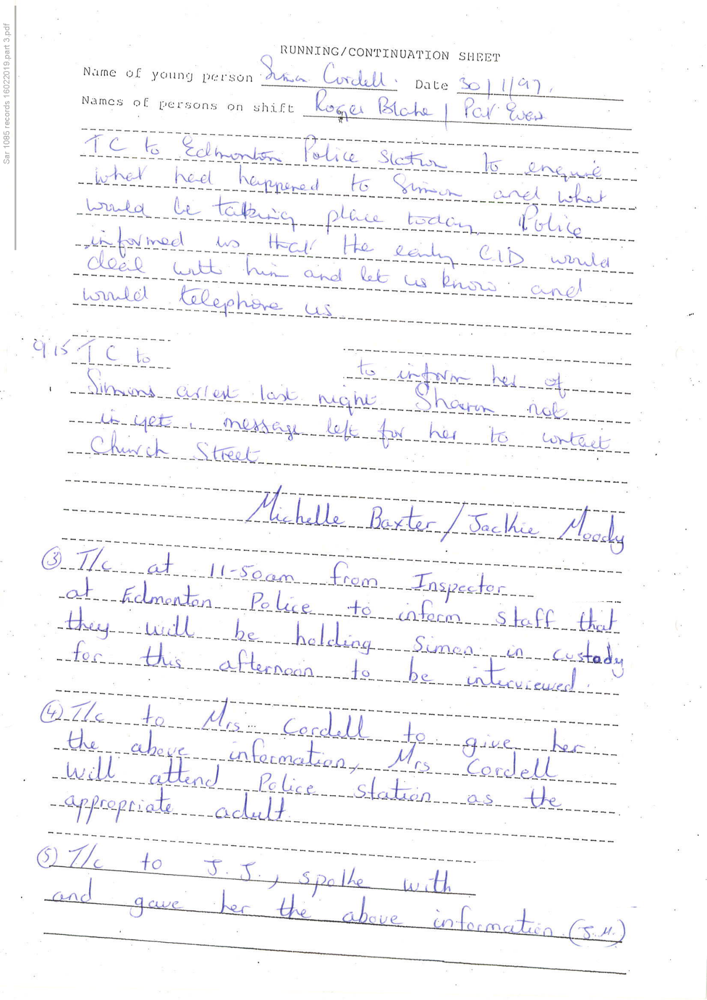 Sar 1085 records 16022019.part 3.pdf
RUNNING/CONTINUATION SHEET
Name of young person Simon Cordell. Date 30/1/97.
Names of persons on shift Roger Blake / Pat Evans
TC to Edmonton Police Station to enquire
what had happened to Simon and what
would be taking place today. Police
informed us that the early CID would
deal with him and let us know and
would telephone us
9 15 TC to
to inform her of
Simons arrest last night Sharon not
in yet, message left for her to contact
Church Street
Michelle Baxter / Jackie Moody
③ T/c at 11-50am from Inspector
at Edmonton Police to inform staff that
they will be holding Simon in custody
for this afternoon to be interviewed.
④ T/c to Mrs Cordell to give her
the above information, Mrs Cordell
will attend Police station as the
appropriate adult
⑤ T/c to J.J., spoke with
and gave her the above information. (J.M.)